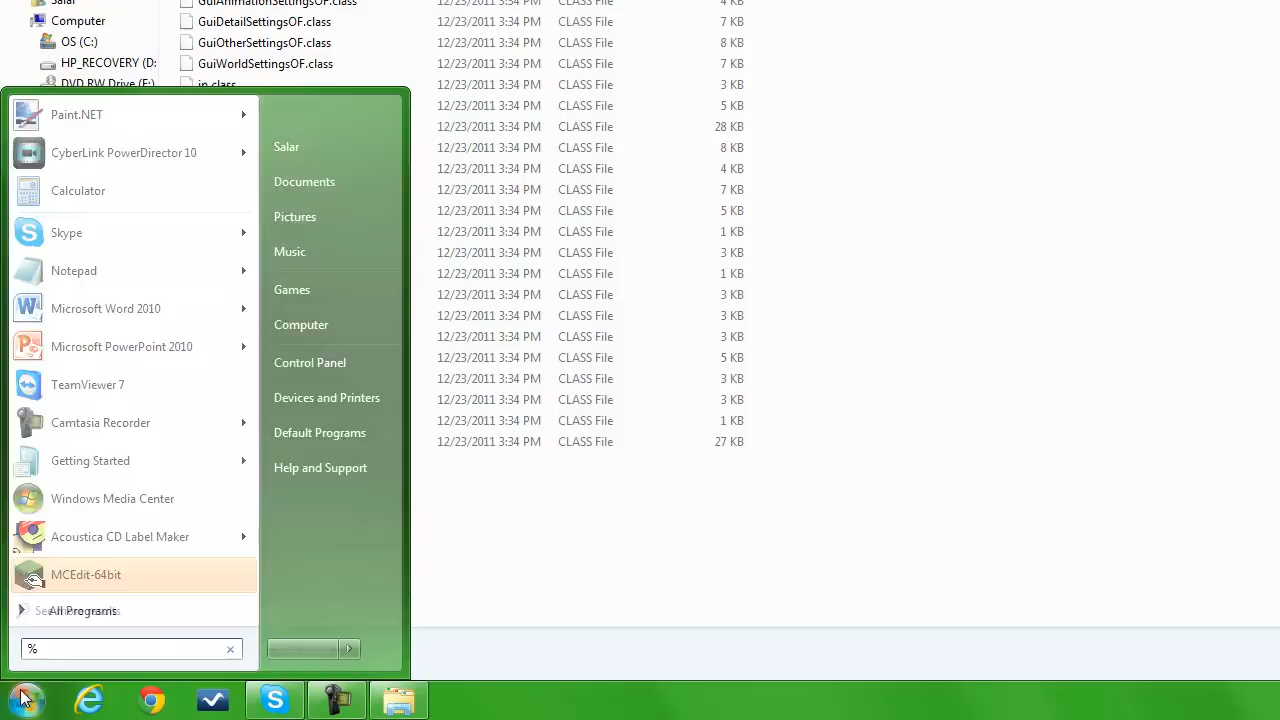 Salar
GuiAnimationSettingsOF.class 12/23/2011 3:34 PM CLASS File 4 KB
Computer
GuiDetailSettingsOF.class 12/23/2011 3:34 PM CLASS File 7 KB
OS (C:)
GuiOtherSettingsOF.class 12/23/2011 3:34 PM CLASS File 8 KB
HP_RECOVERY (D:
GuiWorldSettingsOF.class 12/23/2011 3:34 PM CLASS File 7 KB
DVD RW Drive (F:)
ip.class 12/23/2011 3:34 PM CLASS File 3 KB
12/23/2011 3:34 PM CLASS File 5 KB
12/23/2011 3:34 PM CLASS File 28 KB
12/23/2011 3:34 PM CLASS File 8 KB
12/23/2011 3:34 PM CLASS File 4 KB
12/23/2011 3:34 PM CLASS File 7 KB
12/23/2011 3:34 PM CLASS File 5 KB
12/23/2011 3:34 PM CLASS File 1 KB
12/23/2011 3:34 PM CLASS File 3 KB
12/23/2011 3:34 PM CLASS File 1 KB
12/23/2011 3:34 PM CLASS File 3 KB
12/23/2011 3:34 PM CLASS File 3 KB
12/23/2011 3:34 PM CLASS File 3 KB
12/23/2011 3:34 PM CLASS File 5 KB
12/23/2011 3:34 PM CLASS File 3 KB
12/23/2011 3:34 PM CLASS File 3 KB
12/23/2011 3:34 PM CLASS File 1 KB
12/23/2011 3:34 PM CLASS File 27 KB
Paint.NET
CyberLink PowerDirector 10
Calculator
Skype
Notepad
Microsoft Word 2010
Microsoft PowerPoint 2010
TeamViewer 7
Camtasia Recorder
Getting Started
Windows Media Center
Acoustica CD Label Maker
MCEdit-64bit
All Programs
%
Salar
Documents
Pictures
Music
Games
Computer
Control Panel
Devices and Printers
Default Programs
Help and Support